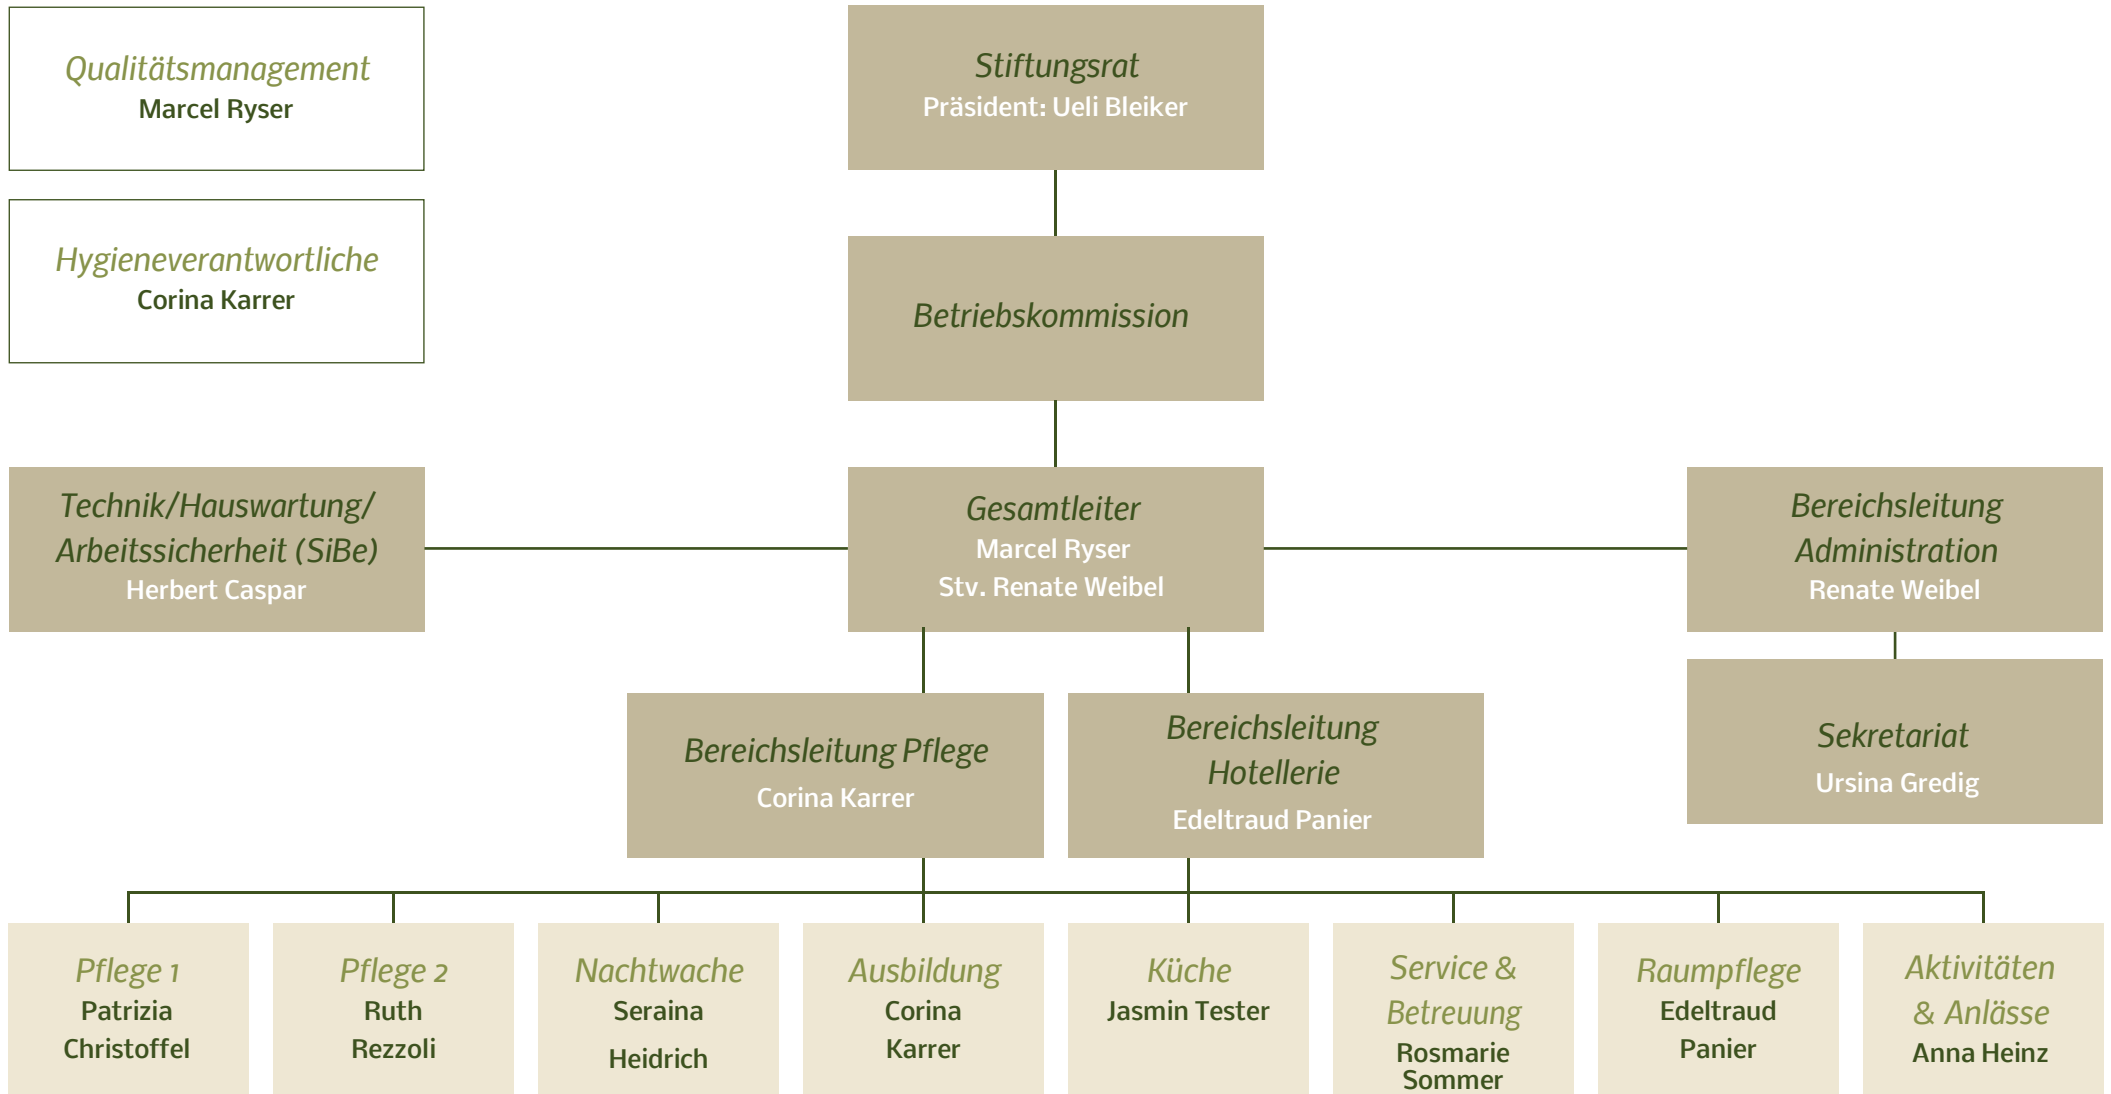 Qualitätsmanagement
Marcel Ryser
Stiftungsrat
Präsident: Ueli Bleiker
Hygieneverantwortliche
Corina Karrer
Betriebskommission
Technik/Hauswartung/
Arbeitssicherheit (SiBe)
Herbert Caspar
Gesamtleiter
Marcel Ryser
Stv. Renate Weibel
Bereichsleitung
Administration
Renate Weibel
Bereichsleitung Pflege
Corina Karrer
Bereichsleitung
Hotellerie
Edeltraud Panier
Sekretariat
Ursina Gredig
Pflege 1
Patrizia
Christoffel
Pflege 2
Ruth
Rezzoli
Nachtwache
Seraina
Heidrich
Ausbildung
Corina
Karrer
Küche
Jasmin Tester
Service &
Betreuung
Rosmarie
Sommer
Raumpflege
Edeltraud
Panier
Aktivitäten
& Anlässe
Anna Heinz